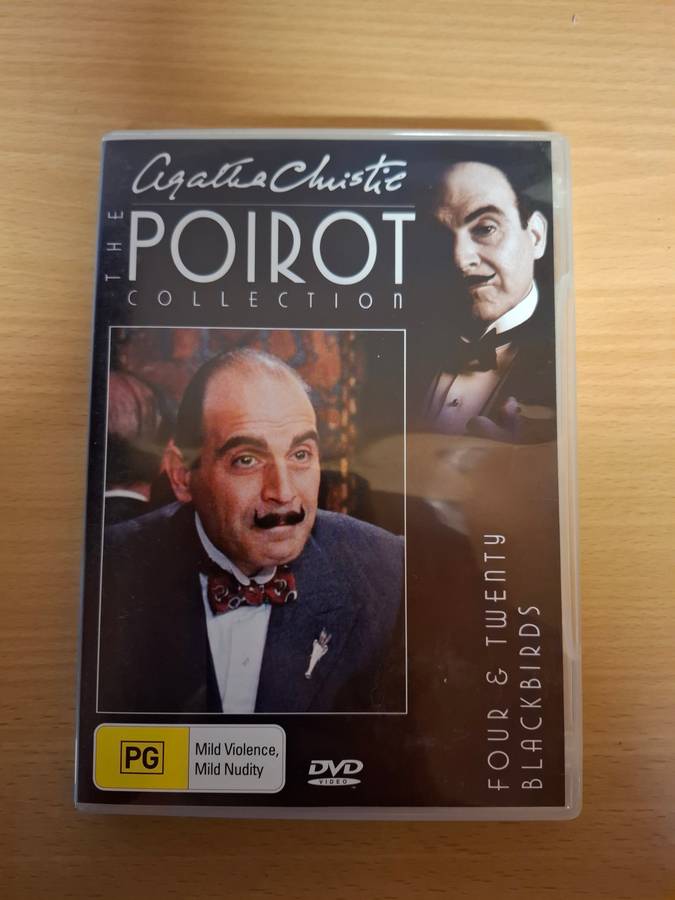 Agatha Christie
THE
POIROT
COLLECTION
FOUR & TWENTY
BLACKBIRDS
PG
Mild Violence,
Mild Nudity
DVD
VIDEO